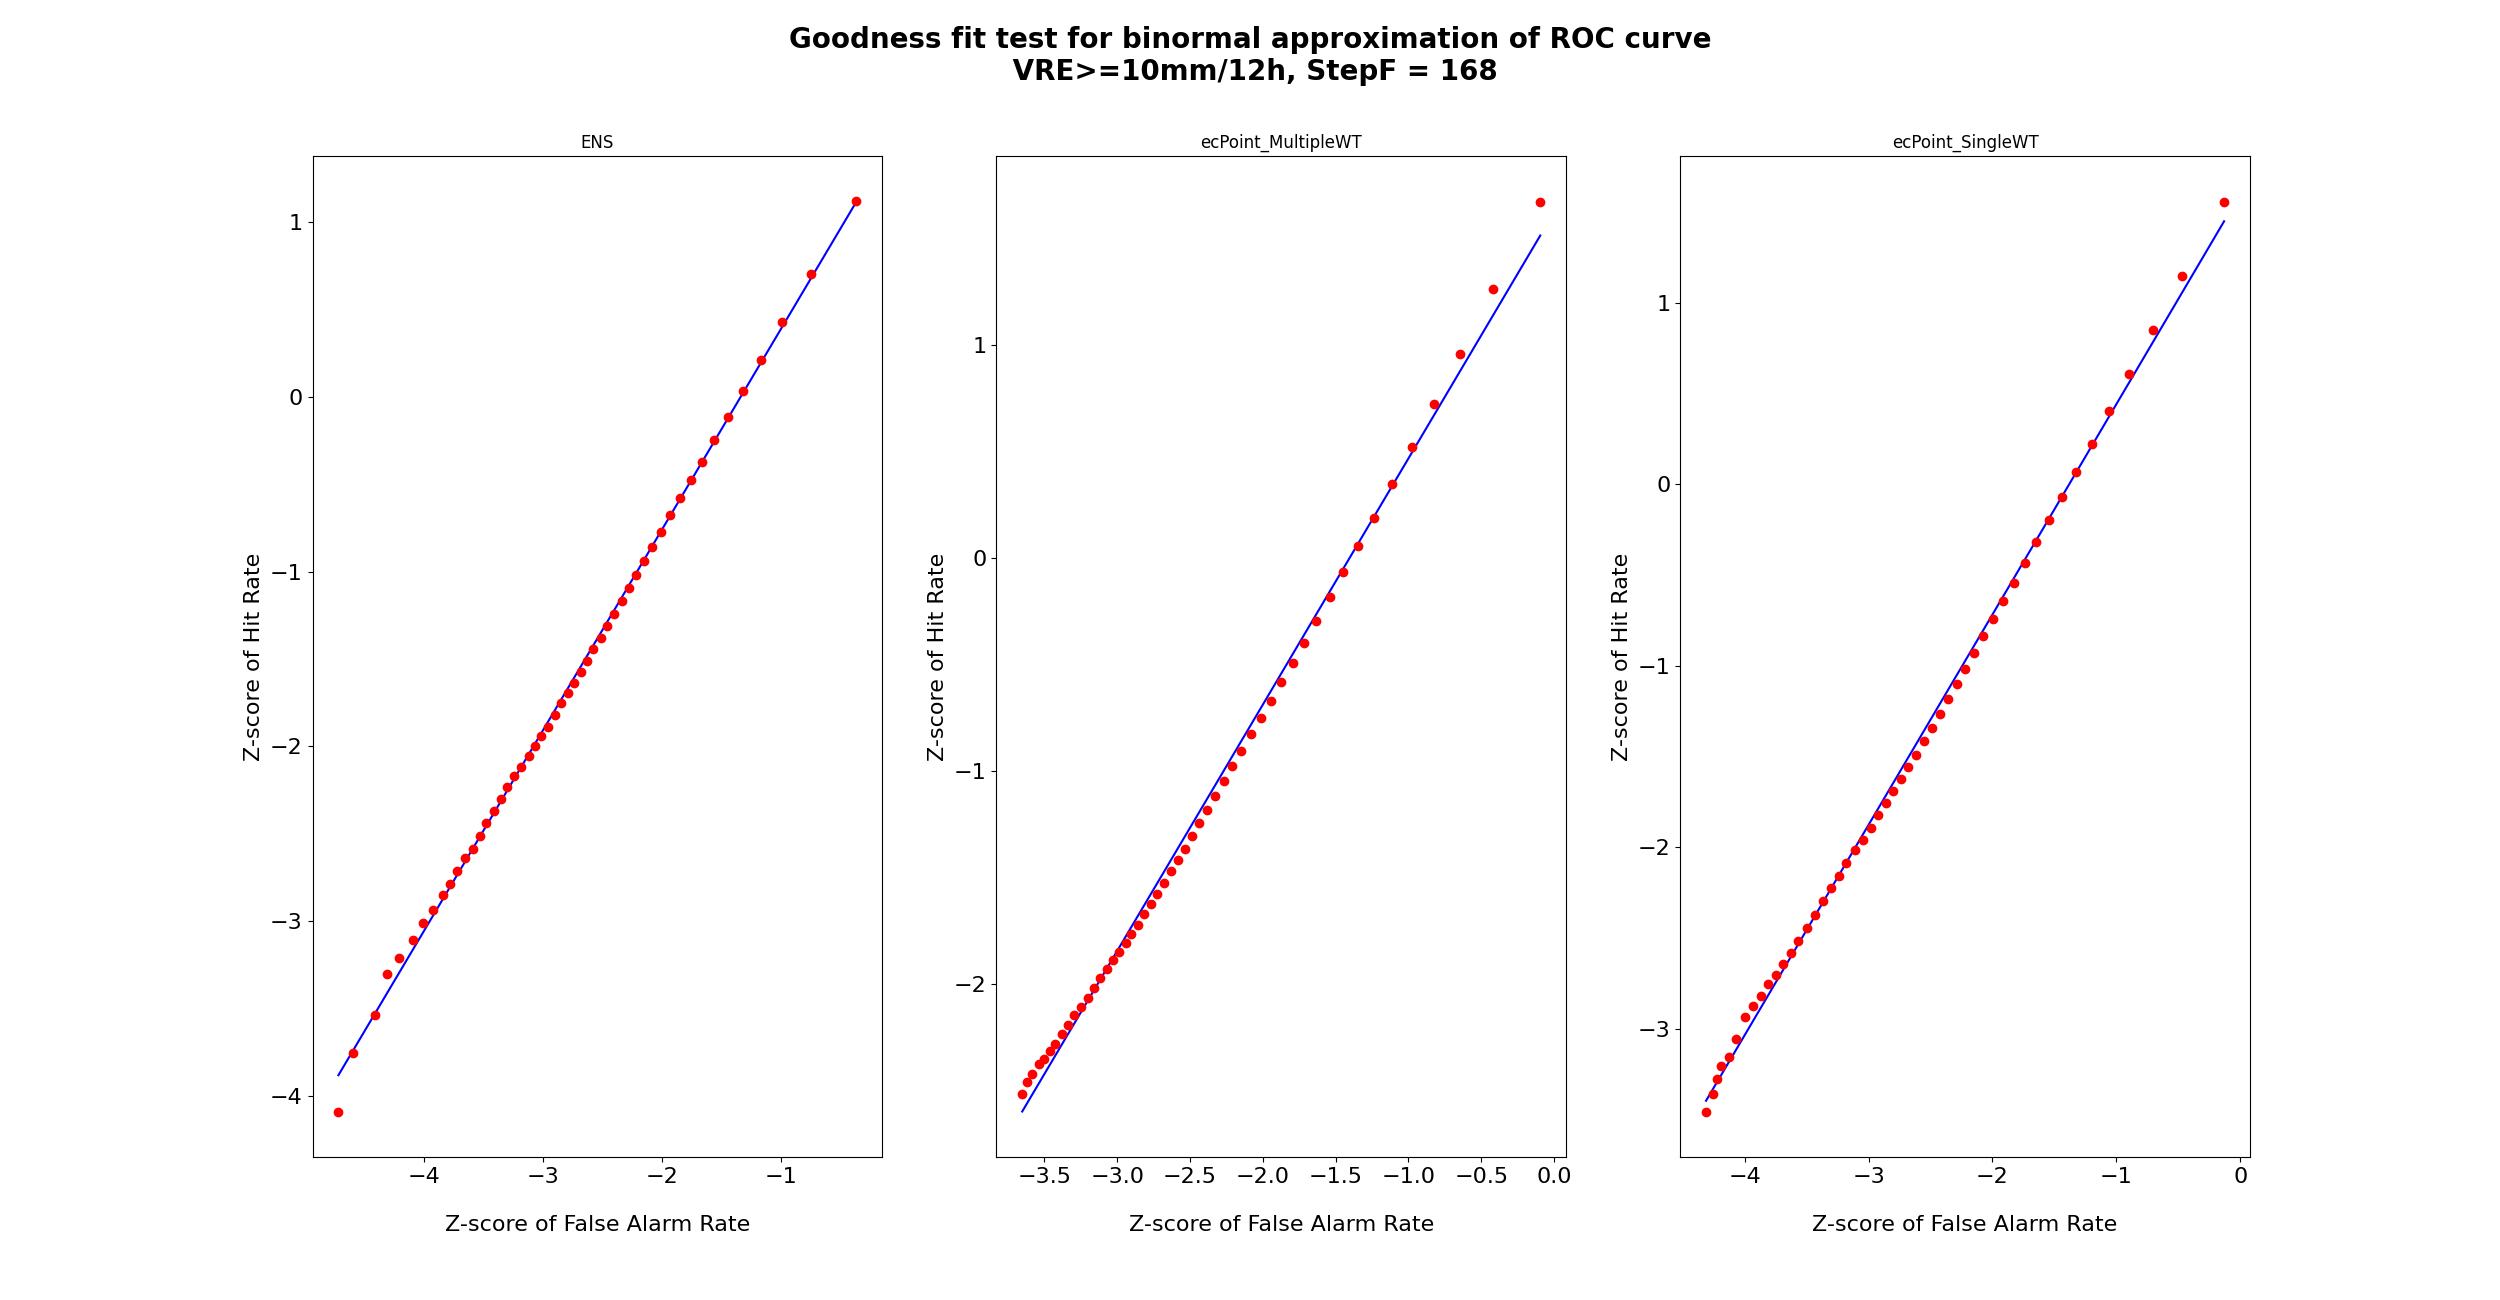 Goodness fit test for binormal approximation of ROC curve
VRE>=10mm/12h, StepF = 168
ENS
1
0
−1
−2
−3
−4
Z-score of Hit Rate
−4 −3 −2 −1
Z-score of False Alarm Rate
ecPoint_MultipleWT
1
0
−1
−2
Z-score of Hit Rate
−3.5 −3.0 −2.5 −2.0 −1.5 −1.0 −0.5 0.0
Z-score of False Alarm Rate
ecPoint_SingleWT
1
0
−1
−2
−3
Z-score of Hit Rate
−4 −3 −2 −1 0
Z-score of False Alarm Rate